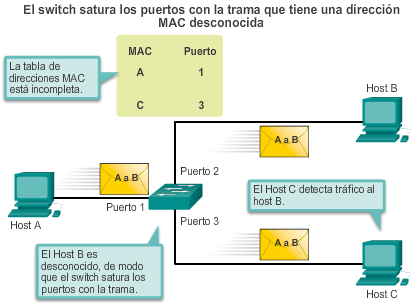 El switch satura los puertos con la trama que tiene una dirección
MAC desconocida
MAC Puerto
A 1
C 3
La tabla de
direcciones MAC
está incompleta.
Host B
A a B
Puerto 2
A a B
Puerto 1
Host A
El Host C detecta tráfico al
host B.
Puerto 3
A a B
El Host B es
desconocido, de modo
que el switch satura los
puertos con la trama.
Host C